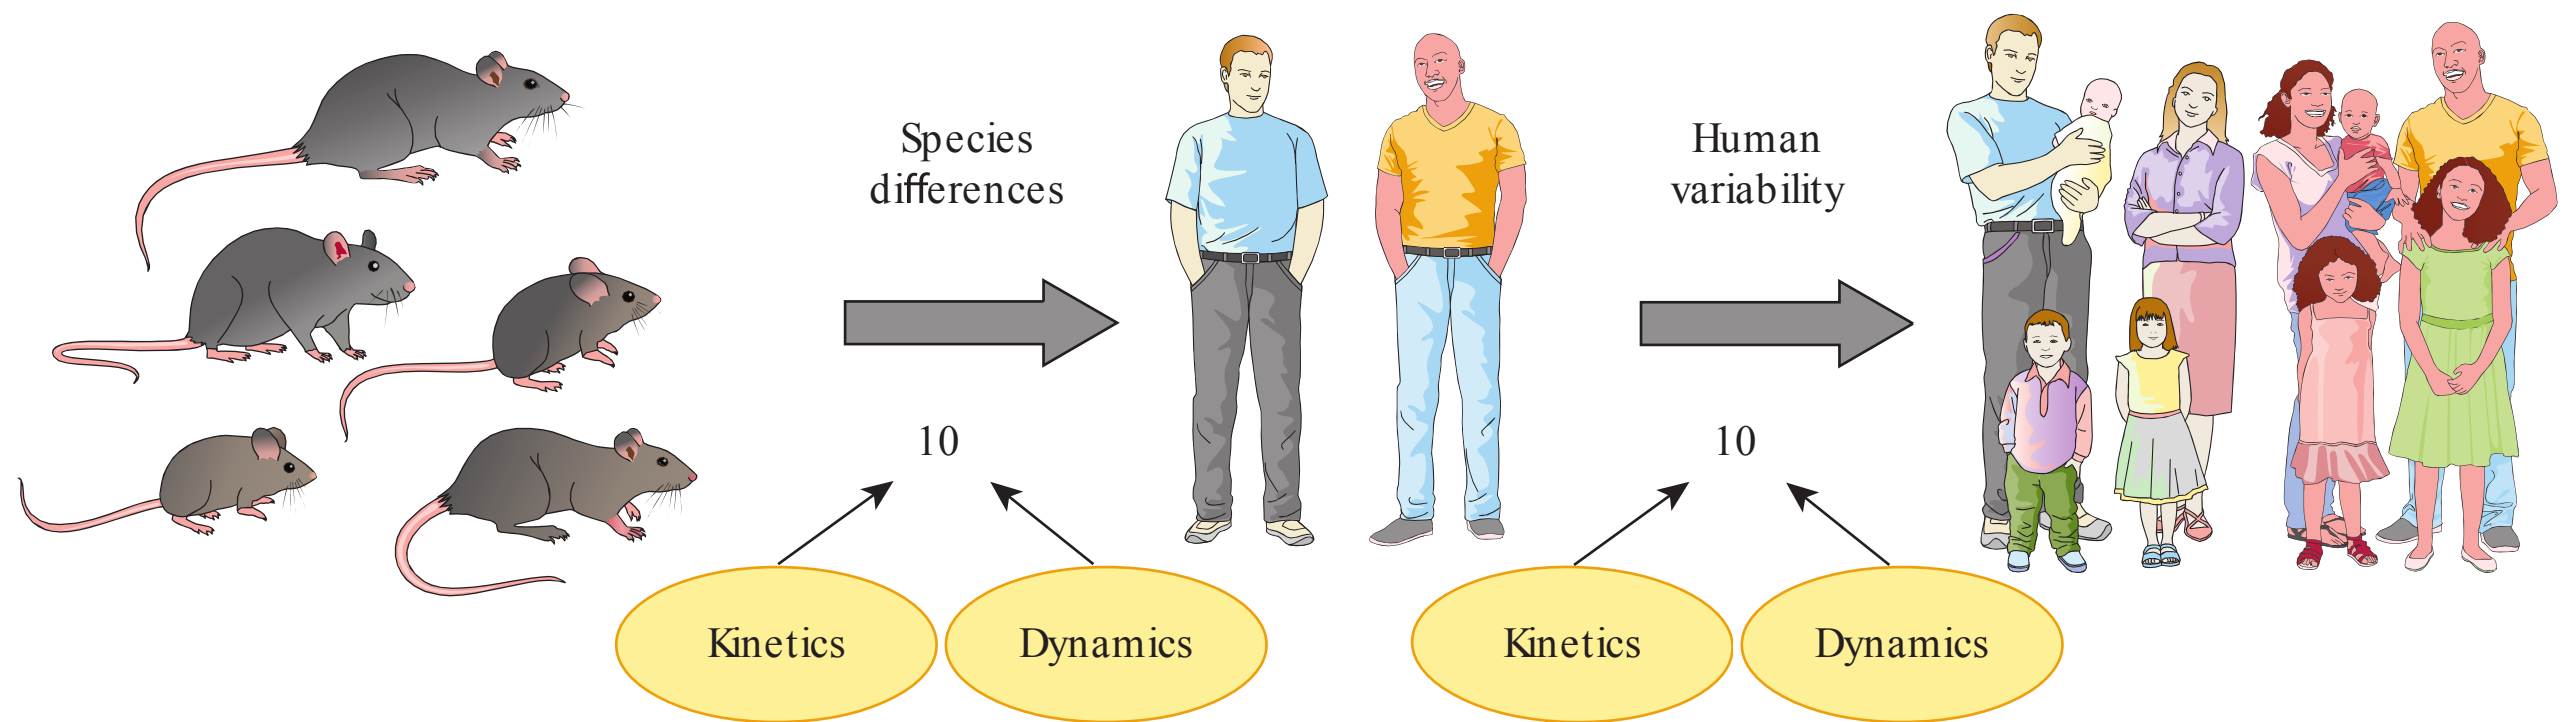 Species
differences
10
Kinetics
Dynamics
Human
variability
10
Kinetics
Dynamics